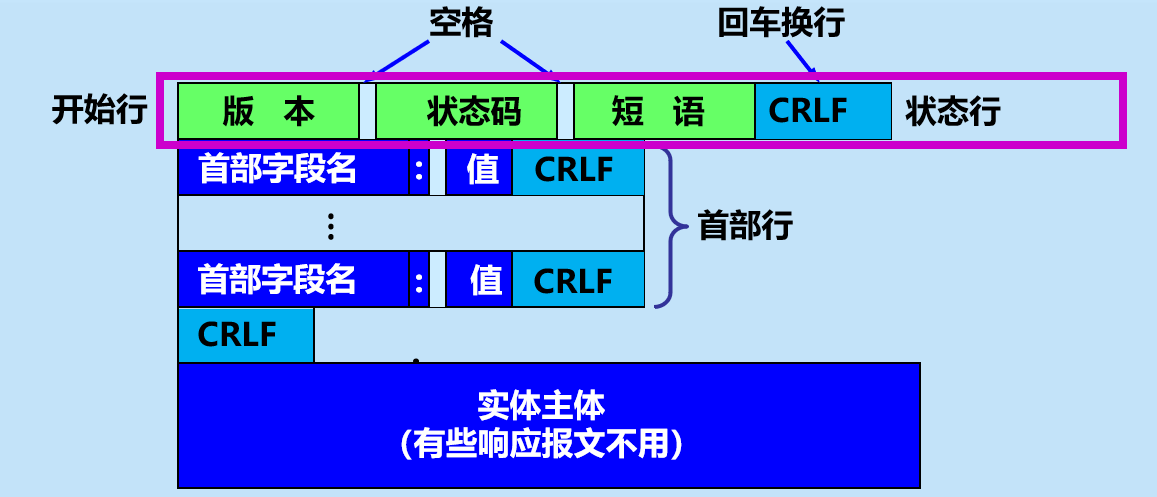 空格 回车换行
开始行 版 本 状态码 短 语 CRLF 状态行
首部字段名 : 值 CRLF
⋮ 首部行
首部字段名 : 值 CRLF
CRLF
实体主体
（有些响应报文不用）